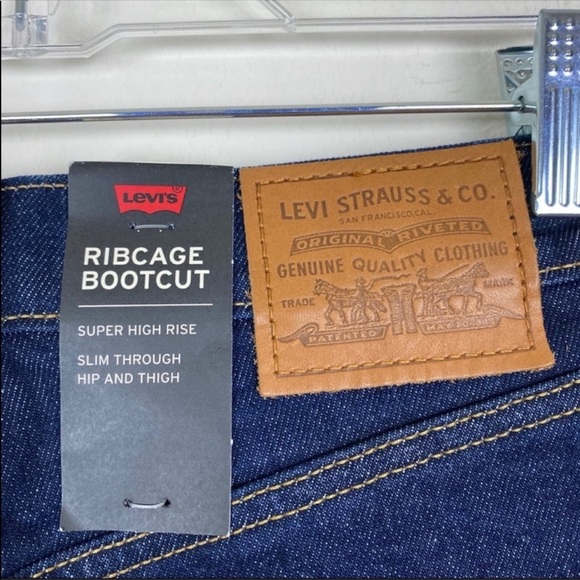 LEVI'S®
RIBCAGE
BOOTCUT
SUPER HIGH RISE
SLIM THROUGH
HIP AND THIGH
LEVI STRAUSS & CO.
SAN FRANCISCO, CAL.
ORIGINAL RIVETED
GENUINE QUALITY CLOTHING
TRADE MARK
PATENTED